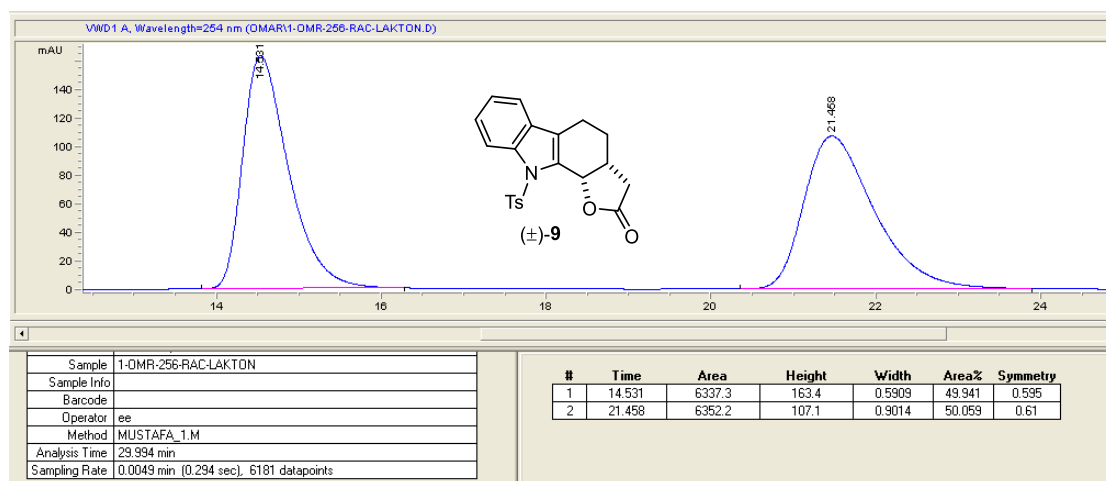 VWD1 A, Wavelength=254 nm (OMAR\1-OMR-256-RAC-LAKTON.D)
mAU
140
120
100
80
60
40
20
0
14.531
21.458
N
Ts
O
O
(±)-9
14 16 18 20 22 24
Sample 1-OMR-256-RAC-LAKTON
Sample Info
Barcode
Operator ee
Method MUSTAFA_1.M
Analysis Time 29.994 min
Sampling Rate 0.0049 min (0.294 sec), 6181 datapoints
# Time Area Height Width Area% Symmetry
1 14.531 6337.3 163.4 0.5909 49.941 0.595
2 21.458 6352.2 107.1 0.9014 50.059 0.61